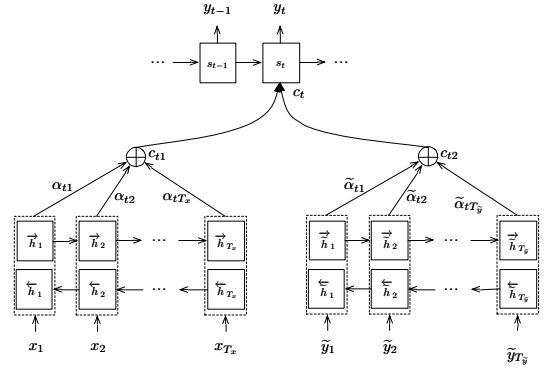 y_{t−1} y_t
⋯ s_{t−1} s_t ⋯
c_t
c_{t1} c_{t2}
α_{t1} α_{t2} α_{tT_x} α̃_{t1} α̃_{t2} α̃_{tT_ỹ}
h⃗_1 h⃗_2 ⋯ h⃗_{T_x} h̃⃗_1 h̃⃗_2 ⋯ h̃⃗_{T_ỹ}
h⃖_1 h⃖_2 ⋯ h⃖_{T_x} h̃⃖_1 h̃⃖_2 ⋯ h̃⃖_{T_ỹ}
x_1 x_2 x_{T_x} ỹ_1 ỹ_2 ỹ_{T_ỹ}